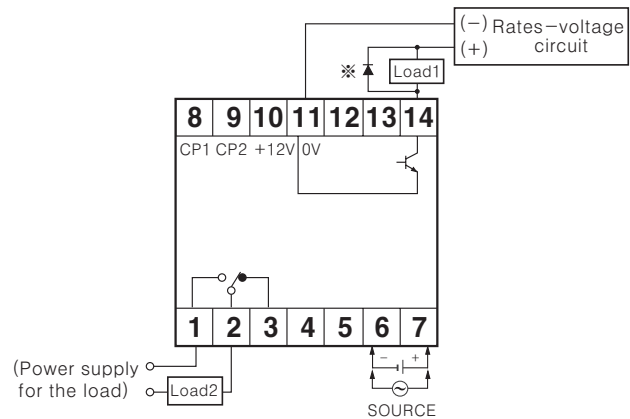 (−) Rates−voltage
(+) circuit
※
Load1
8 9 10 11 12 13 14
CP1 CP2 +12V 0V
1 2 3 4 5 6 7
(Power supply
for the load)
Load2
− +
SOURCE